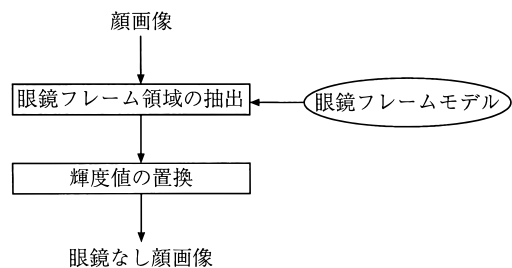 顔画像
眼鏡フレーム領域の抽出
眼鏡フレームモデル
輝度値の置換
眼鏡なし顔画像